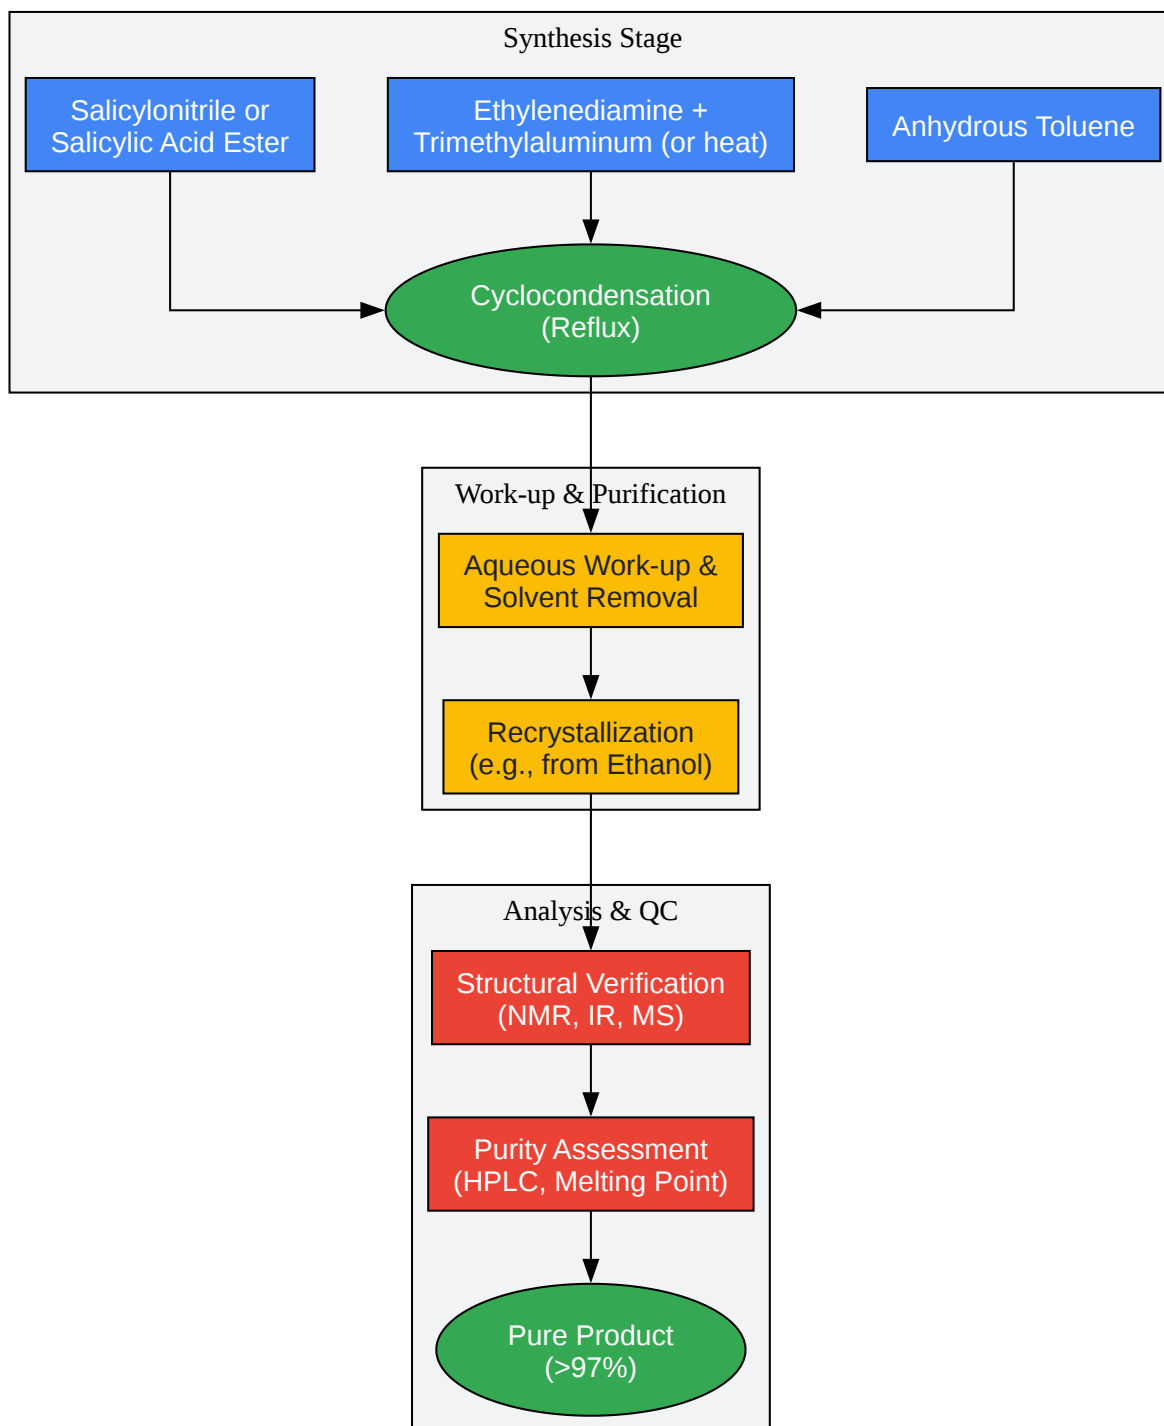 Synthesis Stage
Salicylonitrile or
Salicylic Acid Ester
Ethylenediamine +
Trimethylaluminum (or heat)
Anhydrous Toluene
Cyclocondensation
(Reflux)
Work-up & Purification
Aqueous Work-up &
Solvent Removal
Recrystallization
(e.g., from Ethanol)
Analysis & QC
Structural Verification
(NMR, IR, MS)
Purity Assessment
(HPLC, Melting Point)
Pure Product
(>97%)